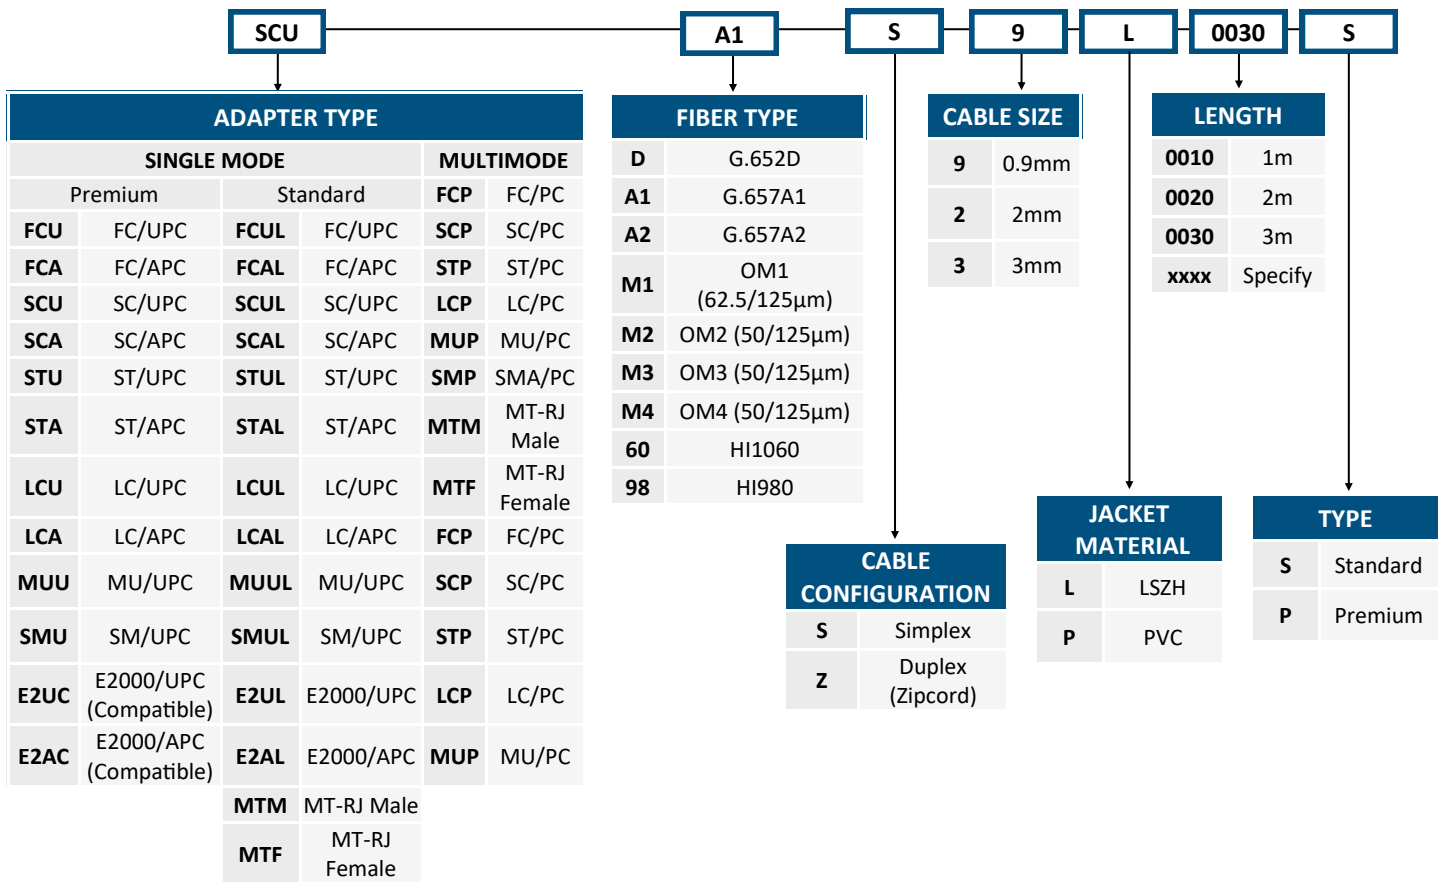 SCU A1 S 9 L 0030 S
ADAPTER TYPE
SINGLE MODE MULTIMODE
Premium Standard FCP FC/PC
FCU FC/UPC FCUL FC/UPC SCP SC/PC
FCA FC/APC FCAL FC/APC STP ST/PC
SCU SC/UPC SCUL SC/UPC LCP LC/PC
SCA SC/APC SCAL SC/APC MUP MU/PC
STU ST/UPC STUL ST/UPC SMP SMA/PC
STA ST/APC STAL ST/APC MTM MT-RJ
Male
LCU LC/UPC LCUL LC/UPC MTF MT-RJ
Female
LCA LC/APC LCAL LC/APC FCP FC/PC
MUU MU/UPC MUUL MU/UPC SCP SC/PC
SMU SM/UPC SMUL SM/UPC STP ST/PC
E2UC E2000/UPC
(Compatible) E2UL E2000/UPC LCP LC/PC
E2AC E2000/APC
(Compatible) E2AL E2000/APC MUP MU/PC
MTM MT-RJ Male
MTF MT-RJ
Female
FIBER TYPE
D G.652D
A1 G.657A1
A2 G.657A2
M1 OM1
(62.5/125μm)
M2 OM2 (50/125μm)
M3 OM3 (50/125μm)
M4 OM4 (50/125μm)
60 HI1060
98 HI980
CABLE
CONFIGURATION
S Simplex
Z Duplex
(Zipcord)
CABLE SIZE
9 0.9mm
2 2mm
3 3mm
JACKET
MATERIAL
L LSZH
P PVC
LENGTH
0010 1m
0020 2m
0030 3m
xxxx Specify
TYPE
S Standard
P Premium